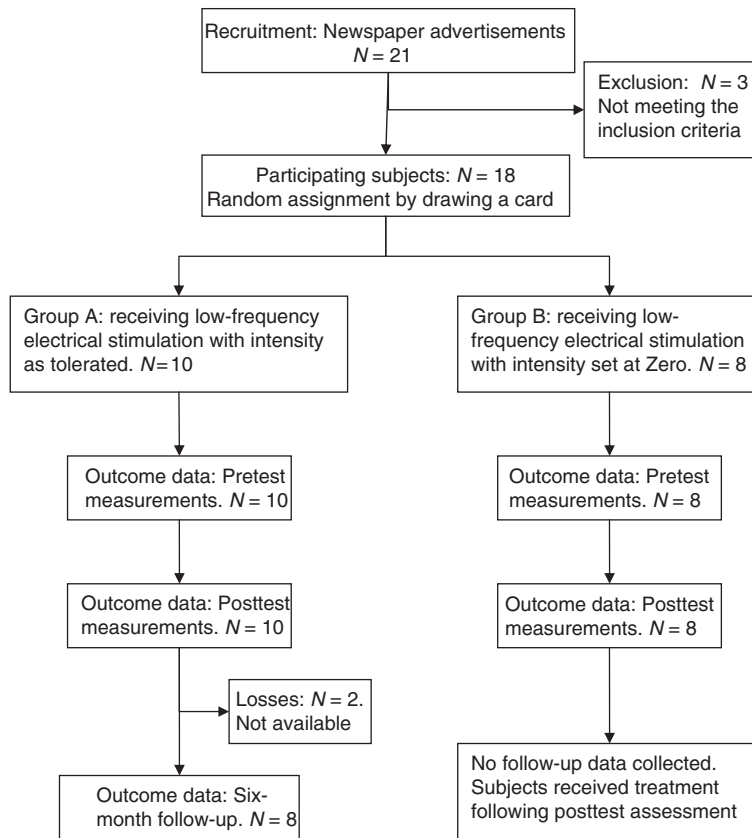 Recruitment: Newspaper advertisements
N = 21
Exclusion: N = 3
Not meeting the
inclusion criteria
Participating subjects: N = 18
Random assignment by drawing a card
Group A: receiving low-frequency
electrical stimulation with intensity
as tolerated. N=10
Group B: receiving low-
frequency electrical stimulation
with intensity set at Zero. N = 8
Outcome data: Pretest
measurements. N = 10
Outcome data: Pretest
measurements. N = 8
Outcome data: Posttest
measurements. N = 10
Outcome data: Posttest
measurements. N = 8
Losses: N = 2.
Not available
Outcome data: Six-
month follow-up. N = 8
No follow-up data collected.
Subjects received treatment
following posttest assessment